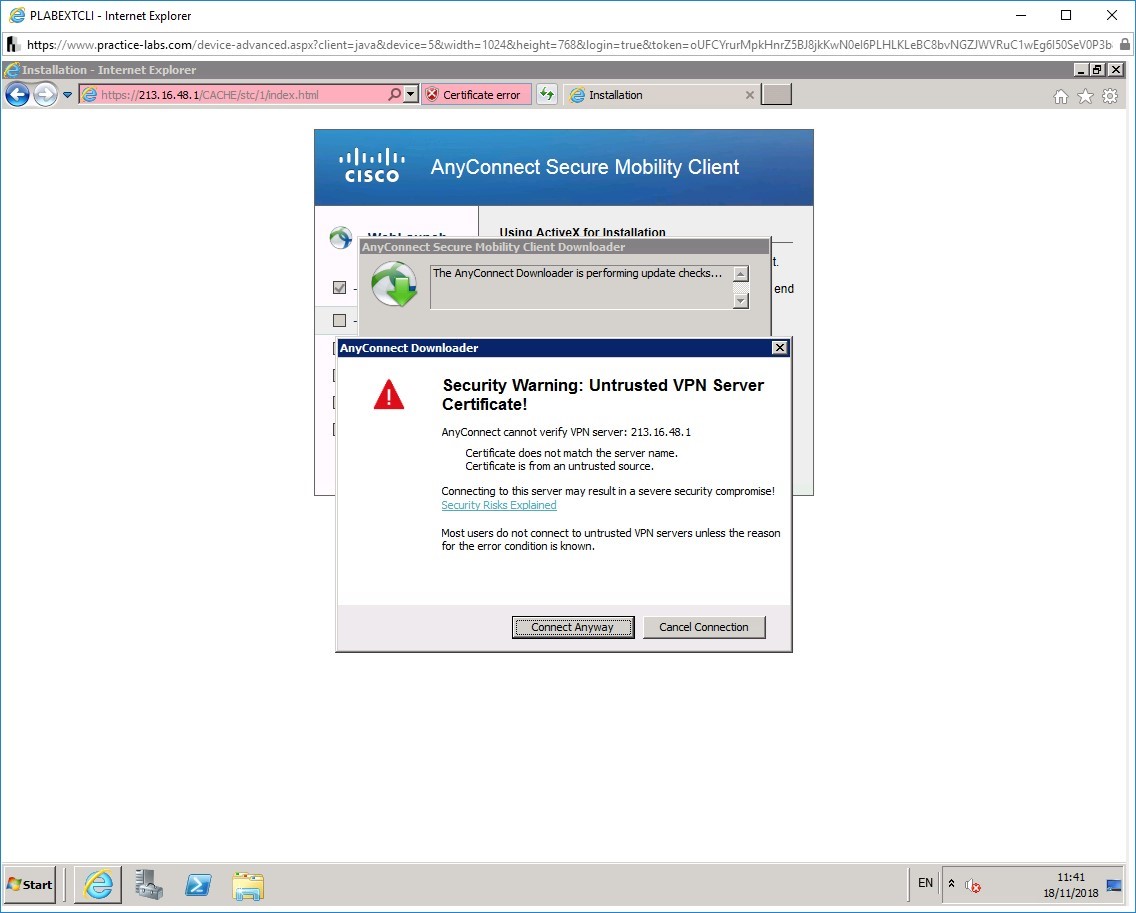 PLABEXTCLI - Internet Explorer
https://www.practice-labs.com/device-advanced.aspx?client=java&device=5&width=1024&height=768&login=true&token=oUFCYrurMpkHnrZ5BJ8jkKwN0el6PLHLKLeBC8bvNGZJWVRuC1wEg6l50SeV0P3b
Installation - Internet Explorer
https://213.16.48.1/CACHE/stc/1/index.html
Certificate error
Installation
CISCO
AnyConnect Secure Mobility Client
WebLaunch
Using ActiveX for Installation
AnyConnect Secure Mobility Client Downloader
t.
The AnyConnect Downloader is performing update checks...
- end
-
AnyConnect Downloader
Security Warning: Untrusted VPN Server
Certificate!
AnyConnect cannot verify VPN server: 213.16.48.1
Certificate does not match the server name.
Certificate is from an untrusted source.
Connecting to this server may result in a severe security compromise!
Security Risks Explained
Most users do not connect to untrusted VPN servers unless the reason
for the error condition is known.
Connect Anyway
Cancel Connection
Start
EN
11:41
18/11/2018